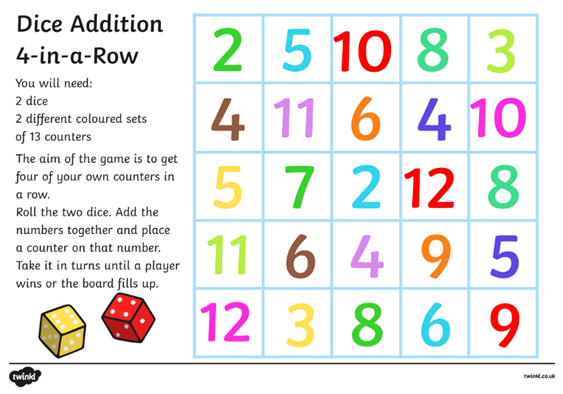 Dice Addition
4-in-a-Row
You will need:
2 dice
2 different coloured sets
of 13 counters
The aim of the game is to get
four of your own counters in
a row.
Roll the two dice. Add the
numbers together and place
a counter on that number.
Take it in turns until a player
wins or the board fills up.
2 5 10 8 3
4 11 6 4 10
5 7 2 12 8
11 6 4 9 5
12 3 8 6 9
twinkl
twinkl.co.uk